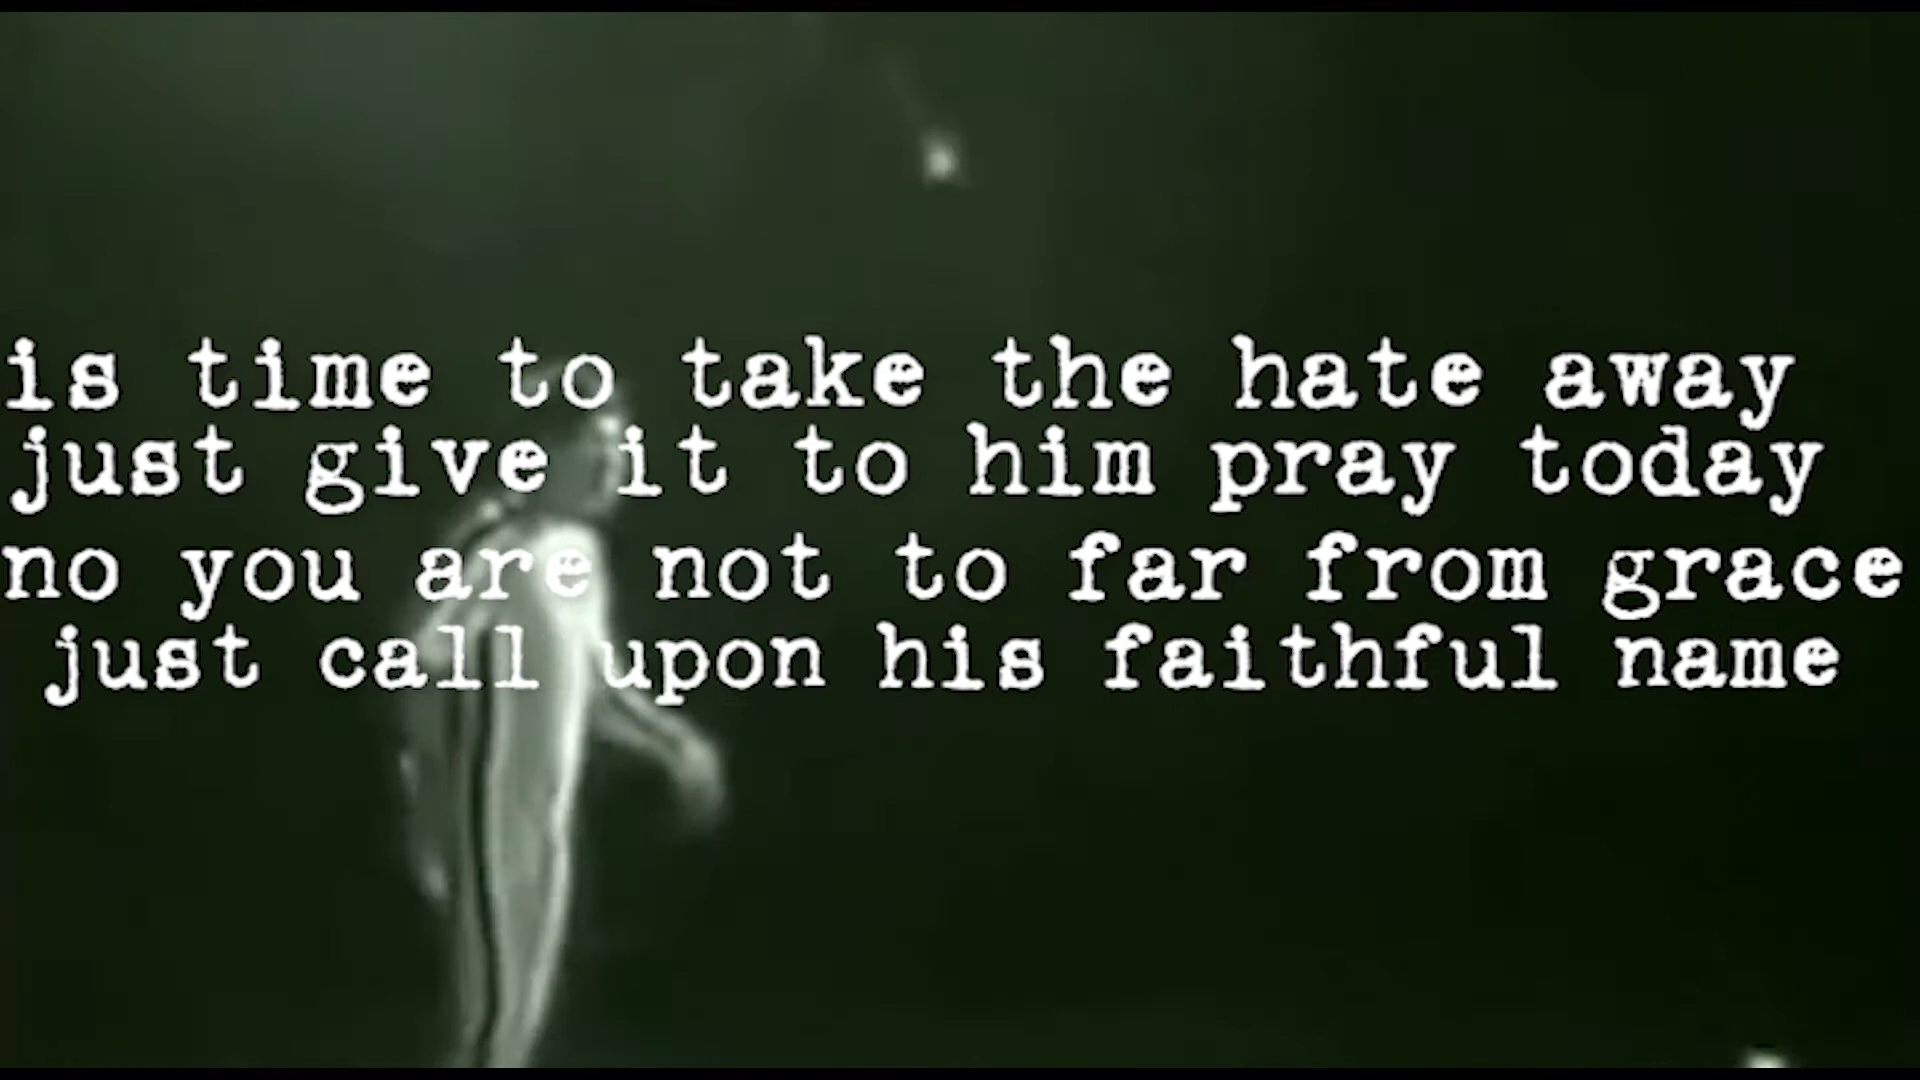 is time to take the hate away
just give it to him pray today
no you are not to far from grace
just call upon his faithful name